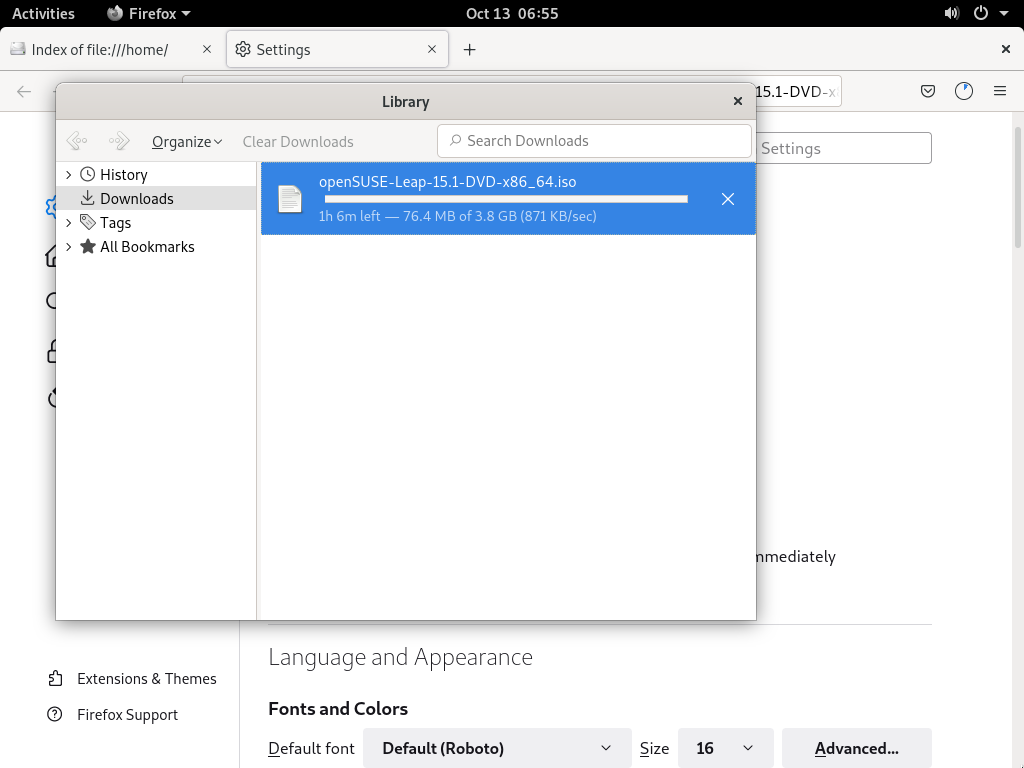 Activities Firefox Oct 13 06:55
Index of file:///home/ Settings
15.1-DVD-x
Library
Organize Clear Downloads Search Downloads
Settings
History
Downloads
Tags
All Bookmarks
openSUSE-Leap-15.1-DVD-x86_64.iso
1h 6m left — 76.4 MB of 3.8 GB (871 KB/sec)
mmediately
Language and Appearance
Extensions & Themes
Firefox Support
Fonts and Colors
Default font Default (Roboto) Size 16 Advanced...